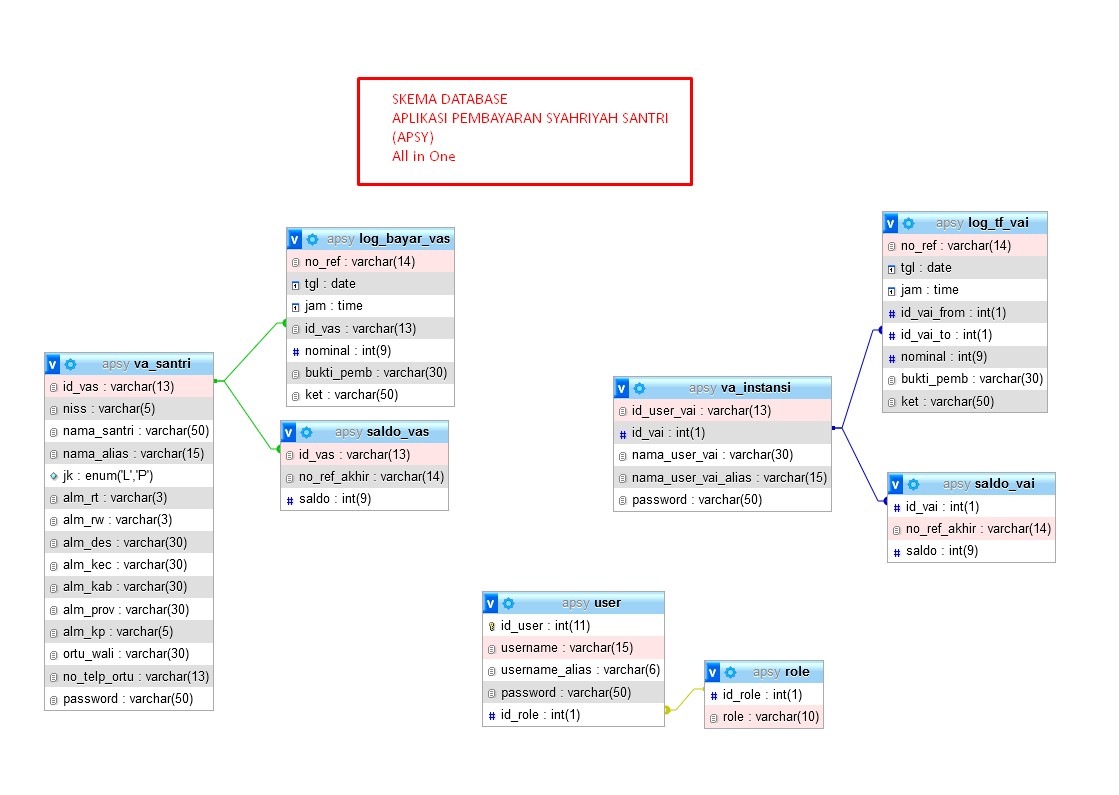 SKEMA DATABASE
APLIKASI PEMBAYARAN SYAHRIYAH SANTRI
(APSY)
All in One
v apsy log_bayar_vas
no_ref : varchar(14)
tgl : date
jam : time
id_vas : varchar(13)
# nominal : int(9)
bukti_pemb : varchar(30)
ket : varchar(50)
v apsy log_tf_vai
no_ref : varchar(14)
tgl : date
jam : time
# id_vai_from : int(1)
# id_vai_to : int(1)
# nominal : int(9)
bukti_pemb : varchar(30)
ket : varchar(50)
v apsy va_santri
id_vas : varchar(13)
niss : varchar(5)
nama_santri : varchar(50)
nama_alias : varchar(15)
jk : enum('L','P')
alm_rt : varchar(3)
alm_rw : varchar(3)
alm_des : varchar(30)
alm_kec : varchar(30)
alm_kab : varchar(30)
alm_prov : varchar(30)
alm_kp : varchar(5)
ortu_wali : varchar(30)
no_telp_ortu : varchar(13)
password : varchar(50)
v apsy saldo_vas
id_vas : varchar(13)
no_ref_akhir : varchar(14)
# saldo : int(9)
v apsy va_instansi
id_user_vai : varchar(13)
# id_vai : int(1)
nama_user_vai : varchar(30)
nama_user_vai_alias : varchar(15)
password : varchar(50)
v apsy saldo_vai
# id_vai : int(1)
no_ref_akhir : varchar(14)
# saldo : int(9)
v apsy user
id_user : int(11)
username : varchar(15)
username_alias : varchar(6)
password : varchar(50)
# id_role : int(1)
v apsy role
# id_role : int(1)
role : varchar(10)